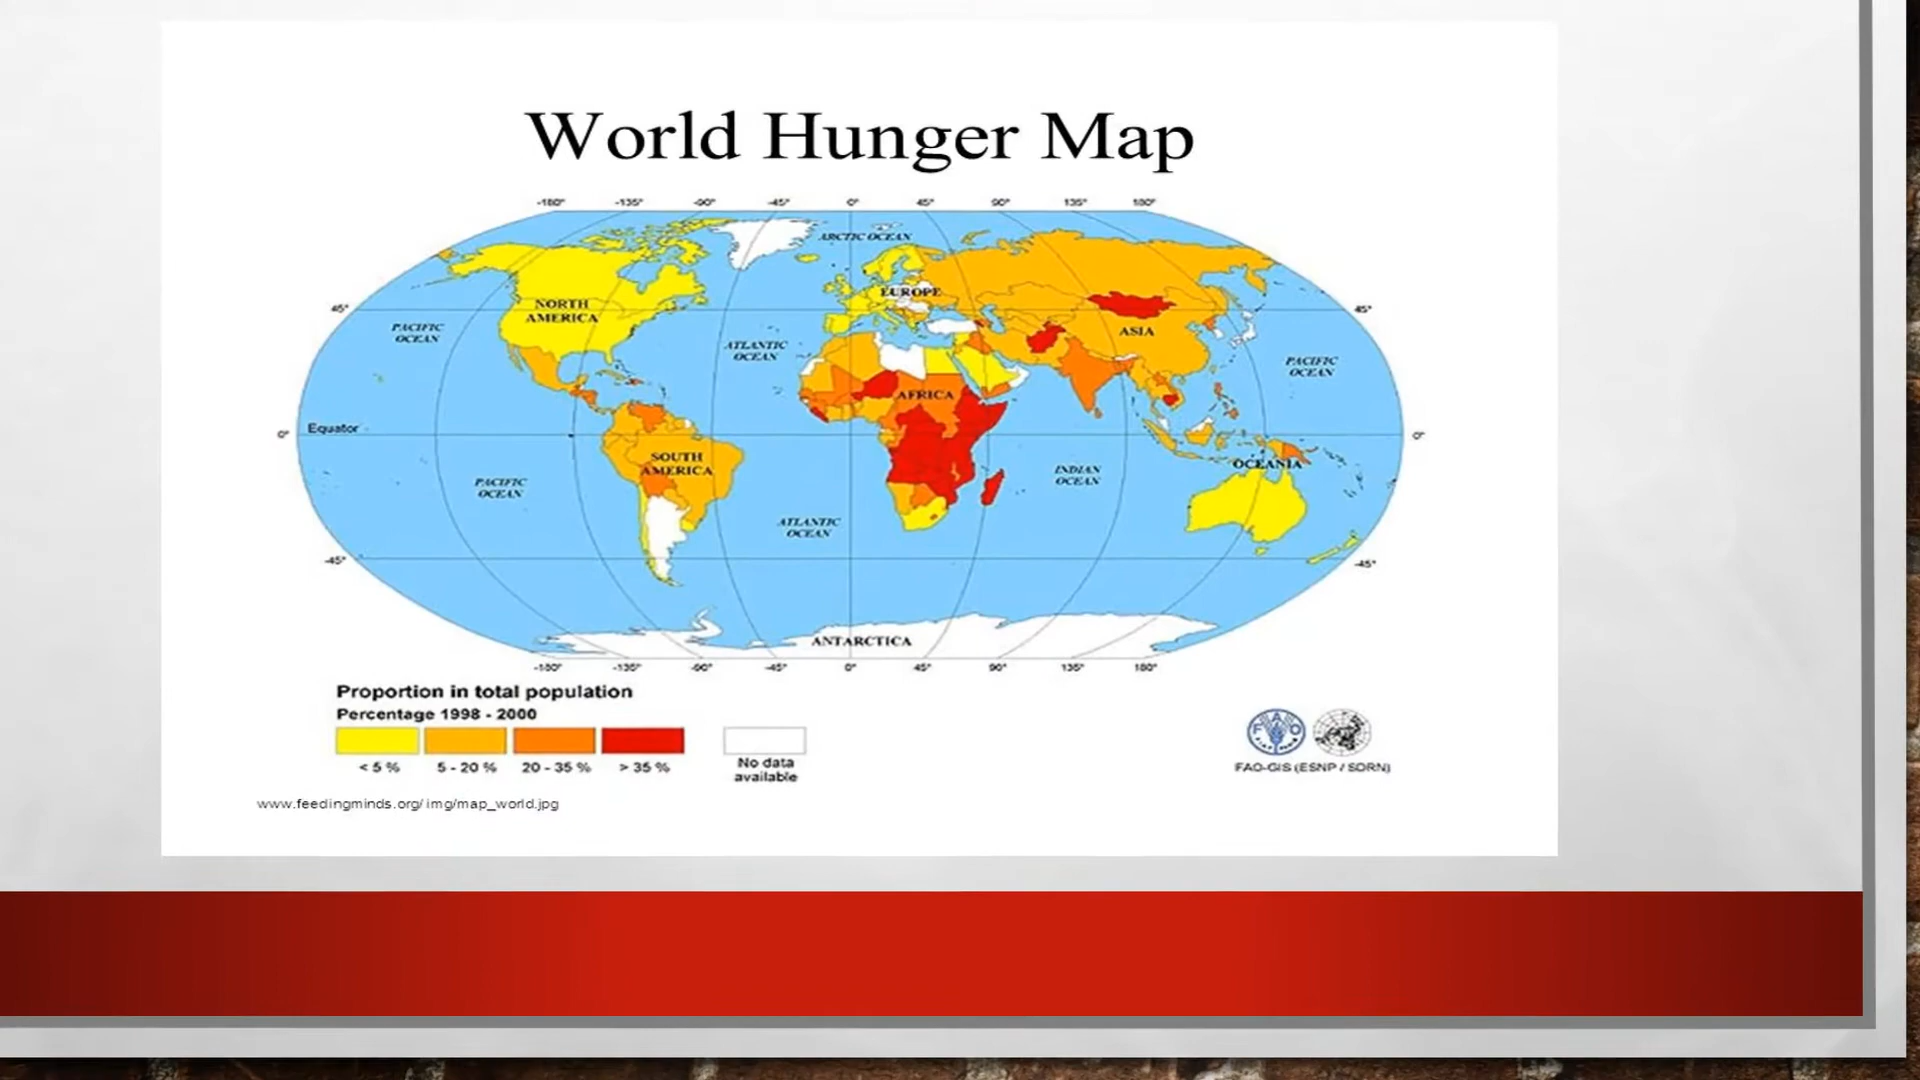 World Hunger Map
-180° -135° -90° -45° 0° 45° 90° 135° 180°
ARCTIC OCEAN
EUROPE
NORTH
AMERICA
45°
45°
PACIFIC
OCEAN
ATLANTIC
OCEAN
ASIA
PACIFIC
OCEAN
AFRICA
0°
Equator
0°
SOUTH
AMERICA
OCEANIA
PACIFIC
OCEAN
INDIAN
OCEAN
ATLANTIC
OCEAN
-45°
-45°
ANTARCTICA
-180° -135° -90° -45° 0° 45° 90° 135° 180°
Proportion in total population
Percentage 1998 - 2000
< 5 % 5 - 20 % 20 - 35 % > 35 %
No data
available
FAO
FAO-GIS (ESNP / SDRN)
www.feedingminds.org/ img/map_world.jpg